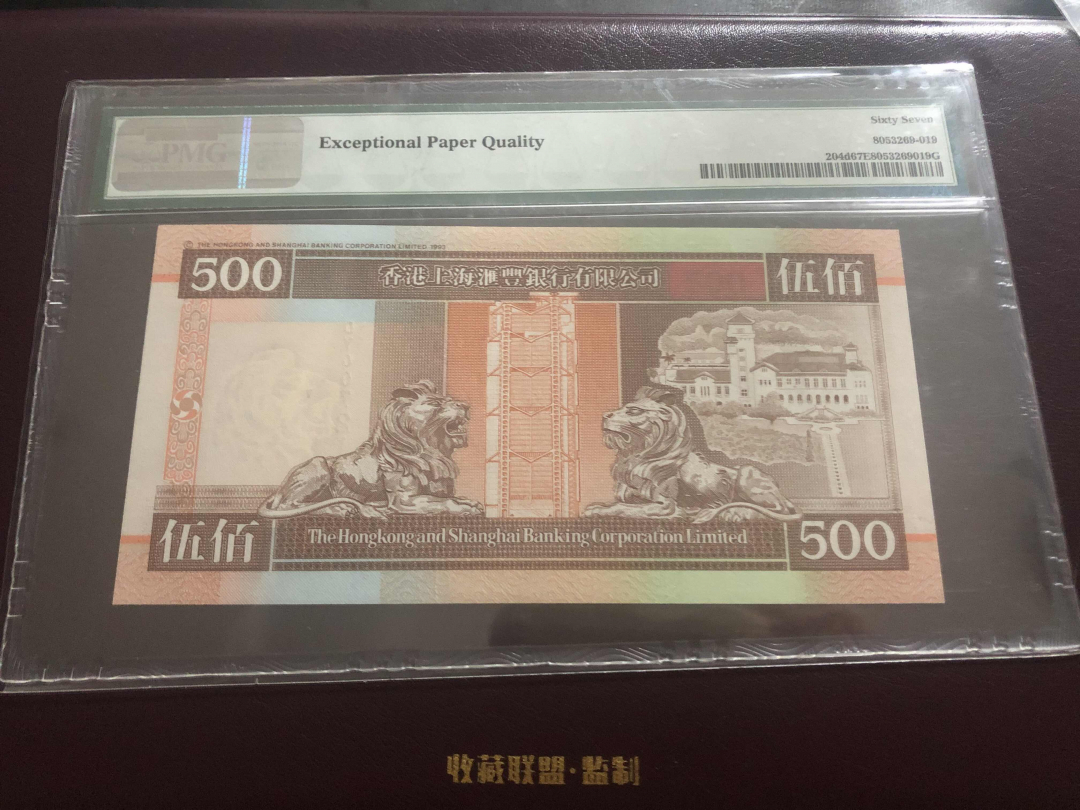 PMG
Exceptional Paper Quality
Sixty Seven
8053269-019
204d67E8053269019G
© THE HONGKONG AND SHANGHAI BANKING CORPORATION LIMITED 1993
500
香港上海滙豐銀行有限公司
伍佰
伍佰
The Hongkong and Shanghai Banking Corporation Limited
500
收藏联盟·监制